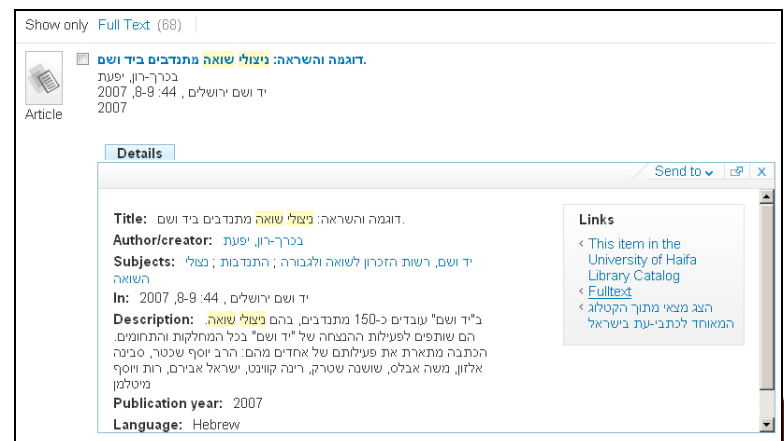 Show only Full Text (68)
דוגמה והשראה: ניצולי שואה מתנדבים ביד ושם.
בכרך-רון, יפעת
יד ושם ירושלים , 44: 8-9, 2007
2007
Article
Details
Send to
x
Title: דוגמה והשראה: ניצולי שואה מתנדבים ביד ושם.
Author/creator: בכרך-רון, יפעת
Subjects: יד ושם, רשות הזכרון לשואה ולגבורה ; התנדבות ; נצולי
השואה
In: יד ושם ירושלים , 44: 8-9, 2007
Description: ב"יד ושם" עובדים כ-150 מתנדבים, בהם ניצולי שואה.
הם שותפים לפעילות ההנצחה של "יד ושם" בכל המחלקות והתחומים.
הכתבה מתארת את פעילותם של אחדים מהם: הרב יוסף שכטר, סבינה
אלזון, משה אבלס, שושנה שטרק, רינה קווינט, ישראל אבירם, רות ויוסף
מיטלמן
Publication year: 2007
Language: Hebrew
Links
This item in the
University of Haifa
Library Catalog
Fulltext
הצג מצאי מתוך הקטלוג
המאוחד לכתבי-עת בישראל